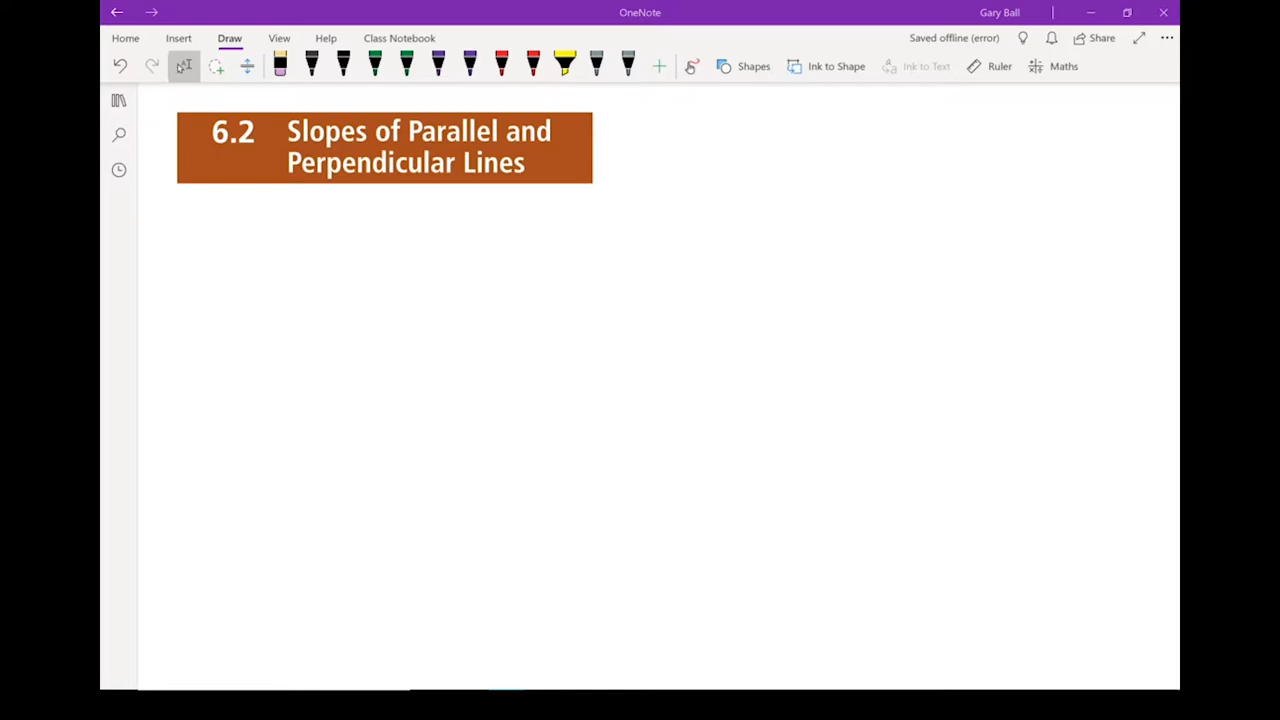 OneNote
Gary Ball
Home Insert Draw View Help Class Notebook
Saved offline (error) Share
Shapes Ink to Shape Ink to Text Ruler Maths
6.2 Slopes of Parallel and
Perpendicular Lines